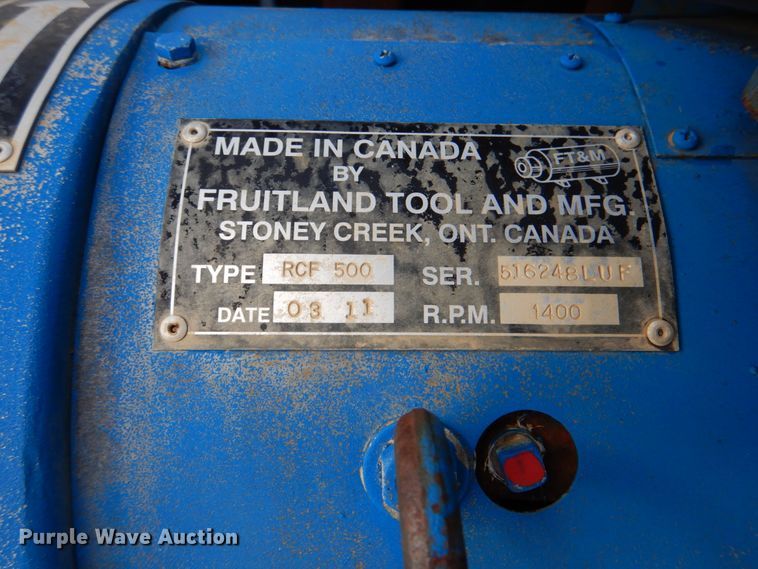 MADE IN CANADA
FT&M
BY
FRUITLAND TOOL AND MFG.
STONEY CREEK, ONT. CANADA
TYPE RCF 500 SER. 516248LUF
DATE 03 11 R.P.M. 1400
Purple Wave Auction